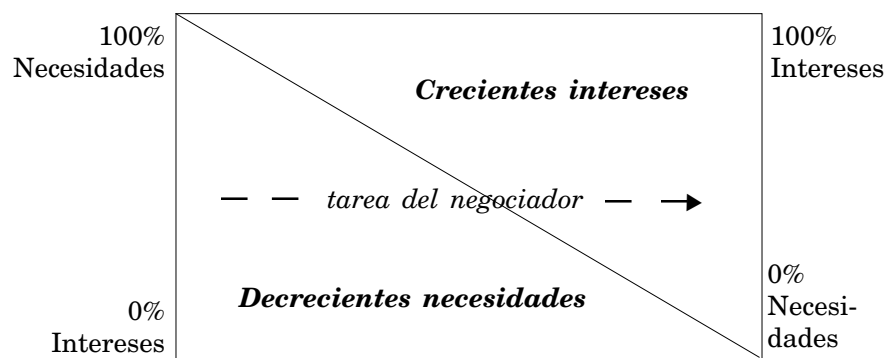 100%
Necesidades
100%
Intereses
Crecientes intereses
tarea del negociador
Decrecientes necesidades
0%
Intereses
0%
Necesi-
dades